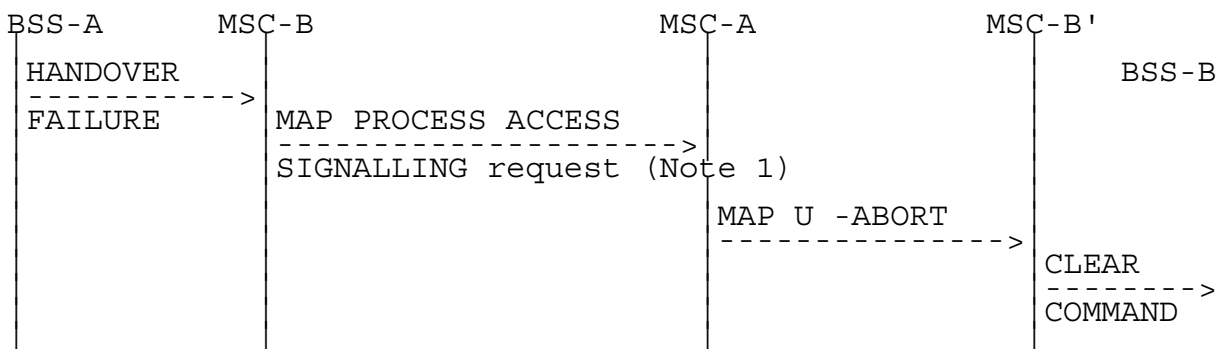 BSS-A MSC-B MSC-A MSC-B'
HANDOVER BSS-B
----------->
FAILURE MAP PROCESS ACCESS
--------------------->
SIGNALLING request (Note 1)
MAP U -ABORT
--------------->
CLEAR
-------->
COMMAND